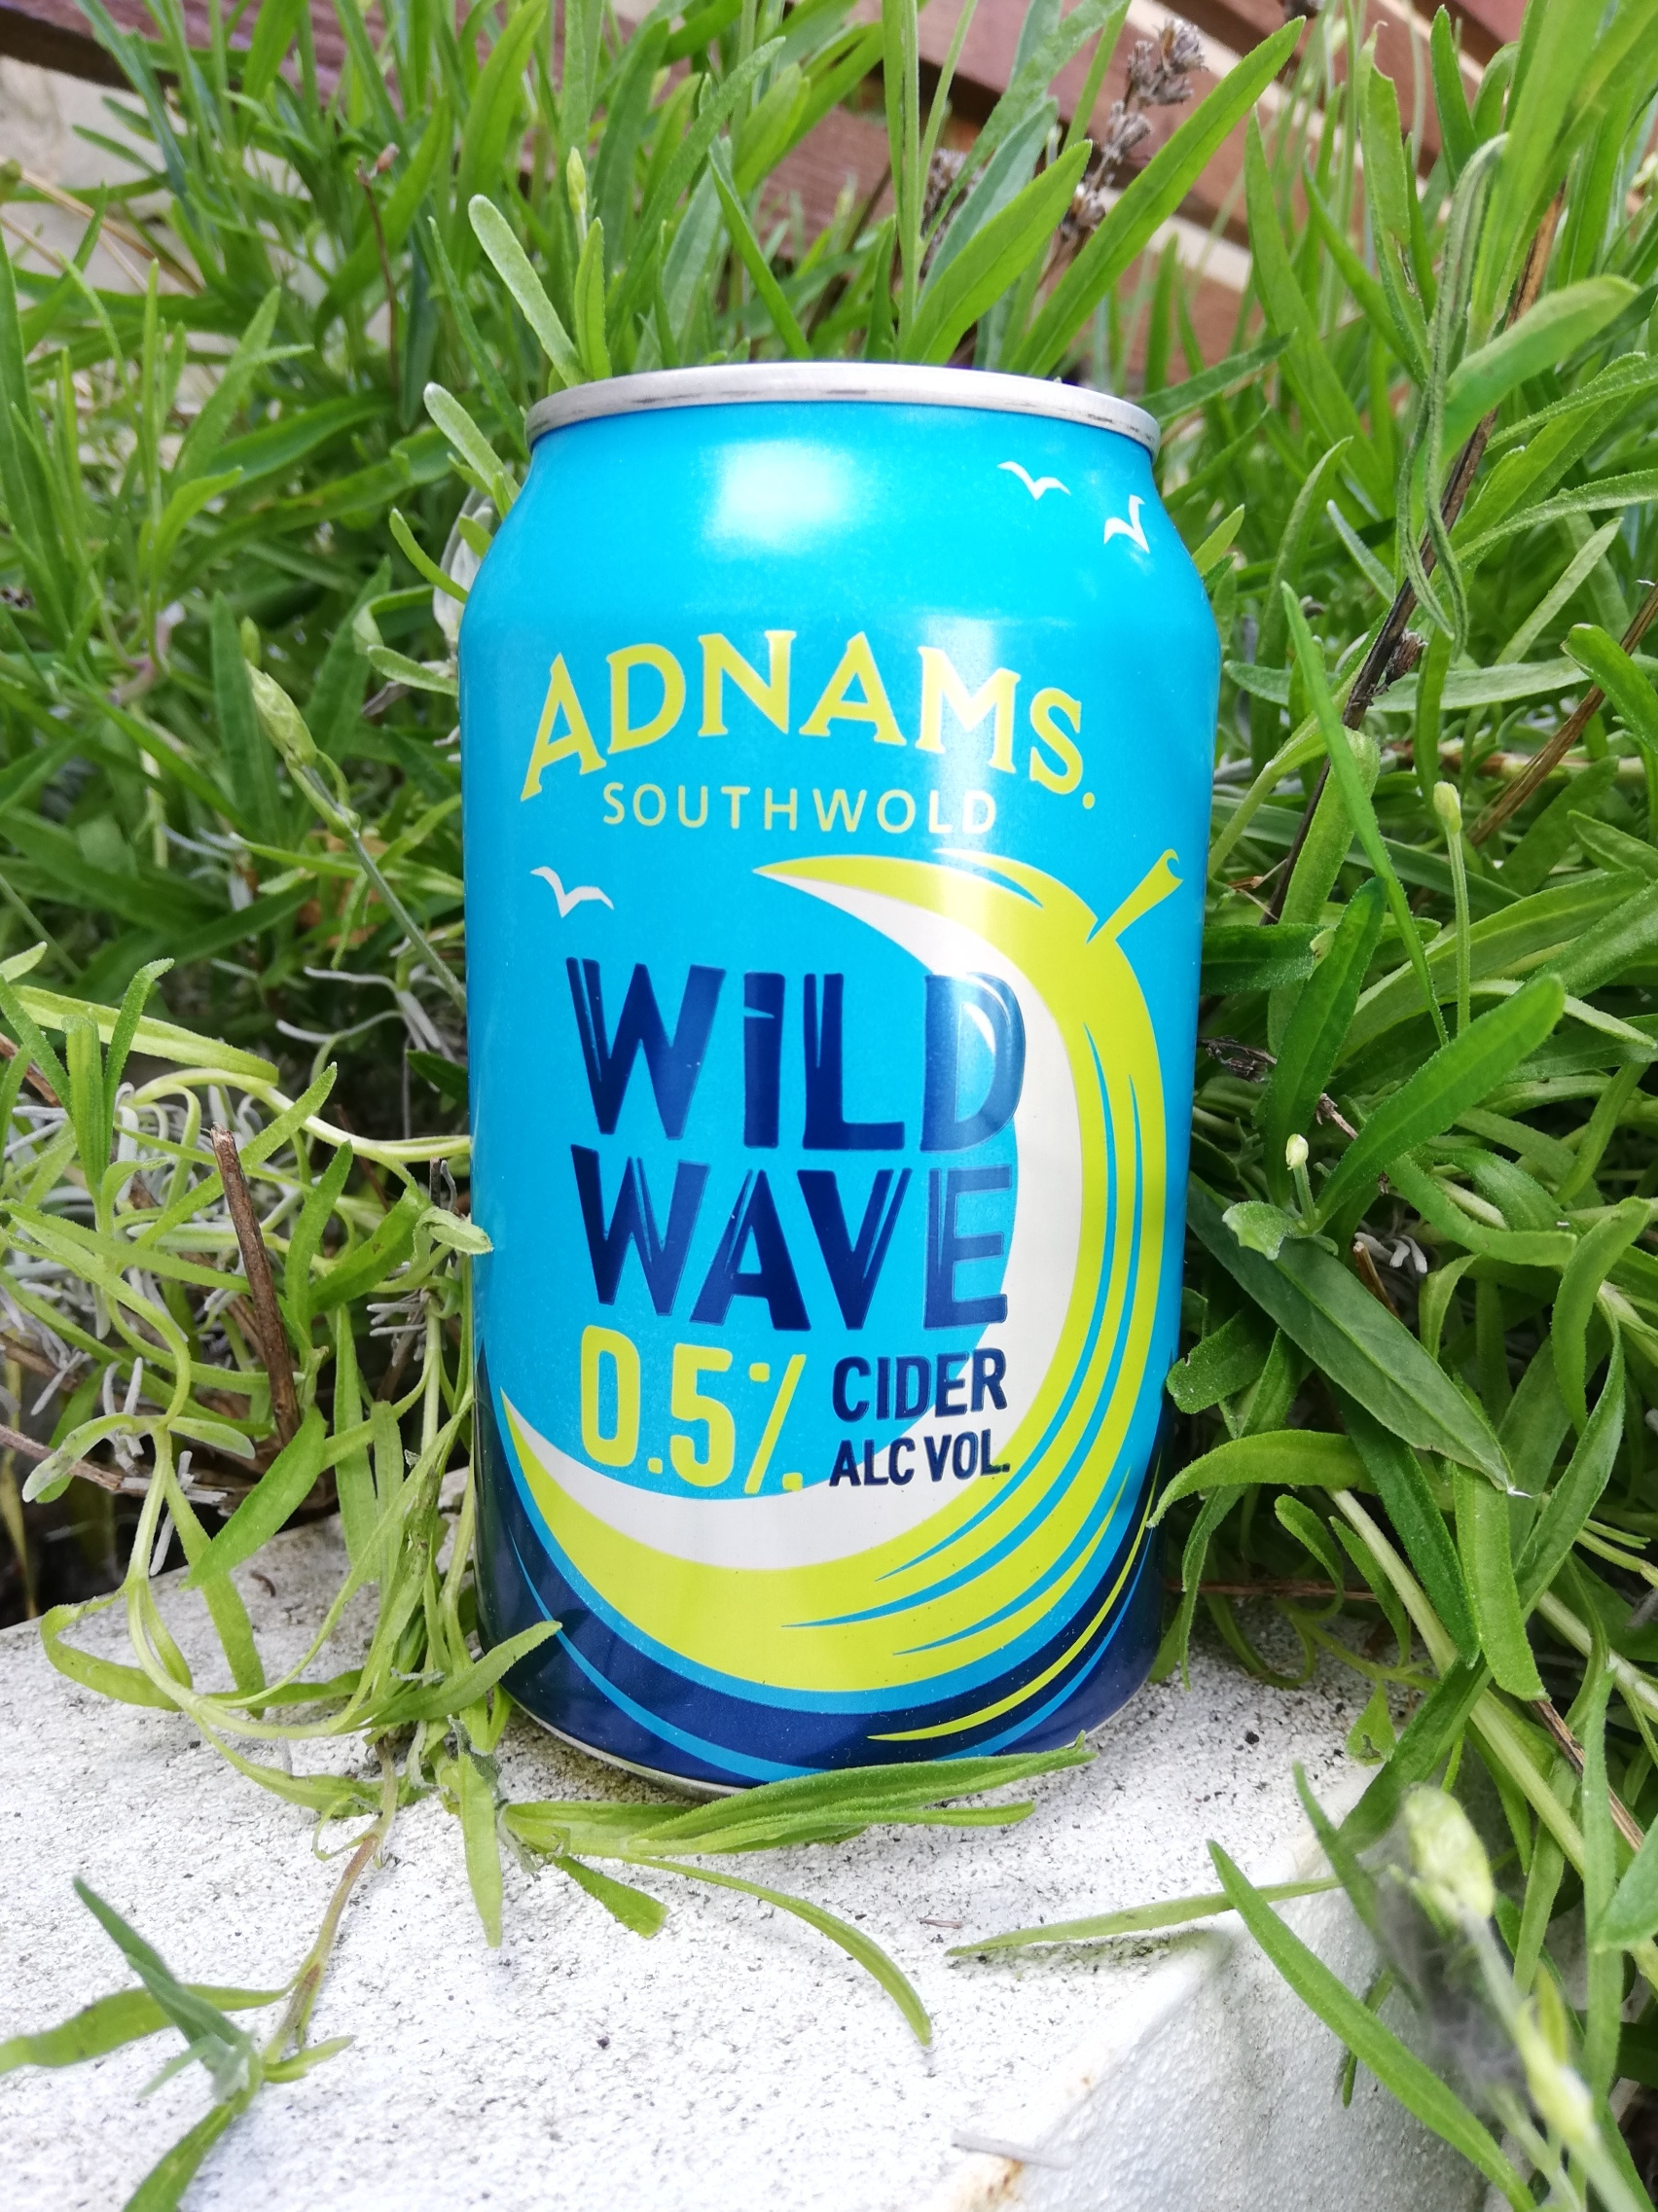 ADNAMS.
SOUTHWOLD
WILD
WAVE
0.5% CIDER
ALC VOL.